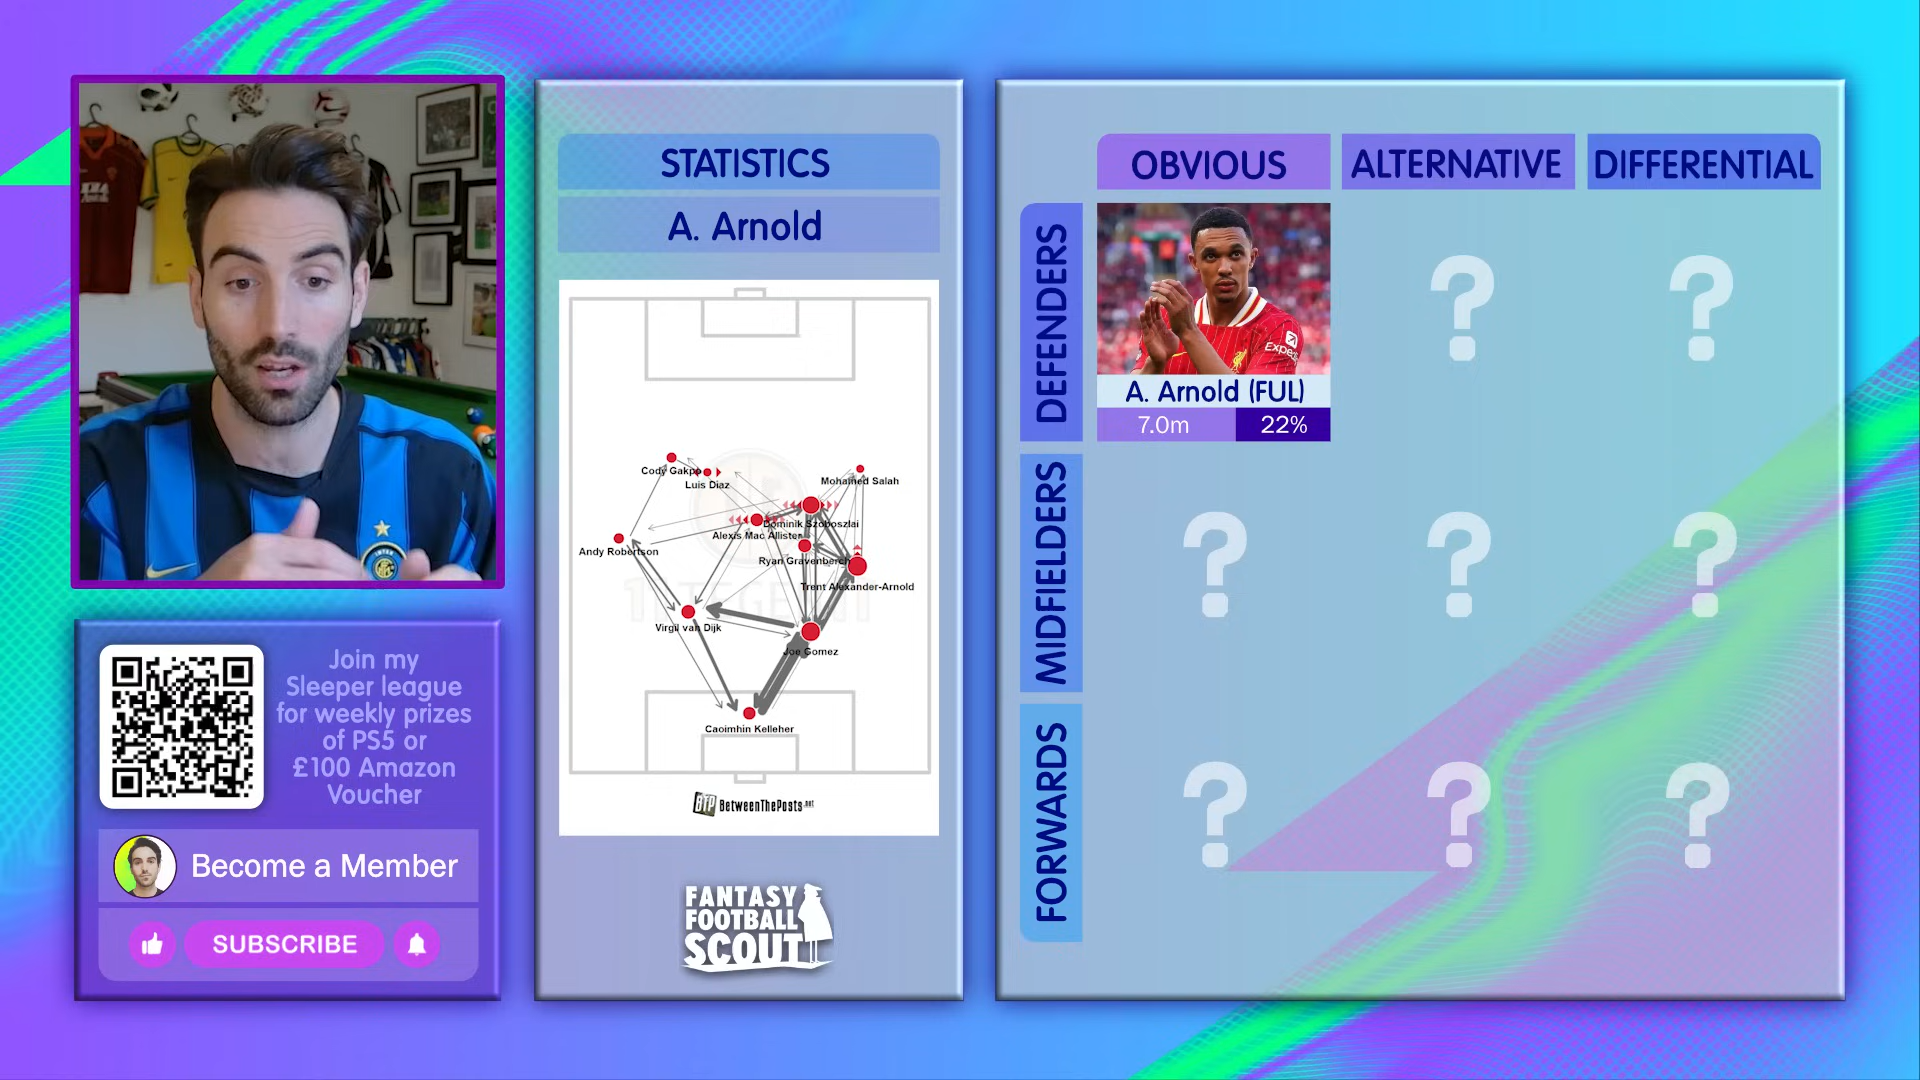 Join my
Sleeper league
for weekly prizes
of PS5 or
£100 Amazon
Voucher
Become a Member
SUBSCRIBE
STATISTICS
A. Arnold
Cody Gakpo
Luis Diaz
Mohamed Salah
Dominik Szoboszlai
Alexis Mac Allister
Andy Robertson
Ryan Gravenberch
Trent Alexander-Arnold
Virgil van Dijk
Joe Gomez
Caoimhin Kelleher
BTP BetweenThePosts.net
FANTASY
FOOTBALL
SCOUT
OBVIOUS
ALTERNATIVE
DIFFERENTIAL
DEFENDERS
A. Arnold (FUL)
7.0m
22%
? ?
MIDFIELDERS
? ? ?
FORWARDS
? ? ?